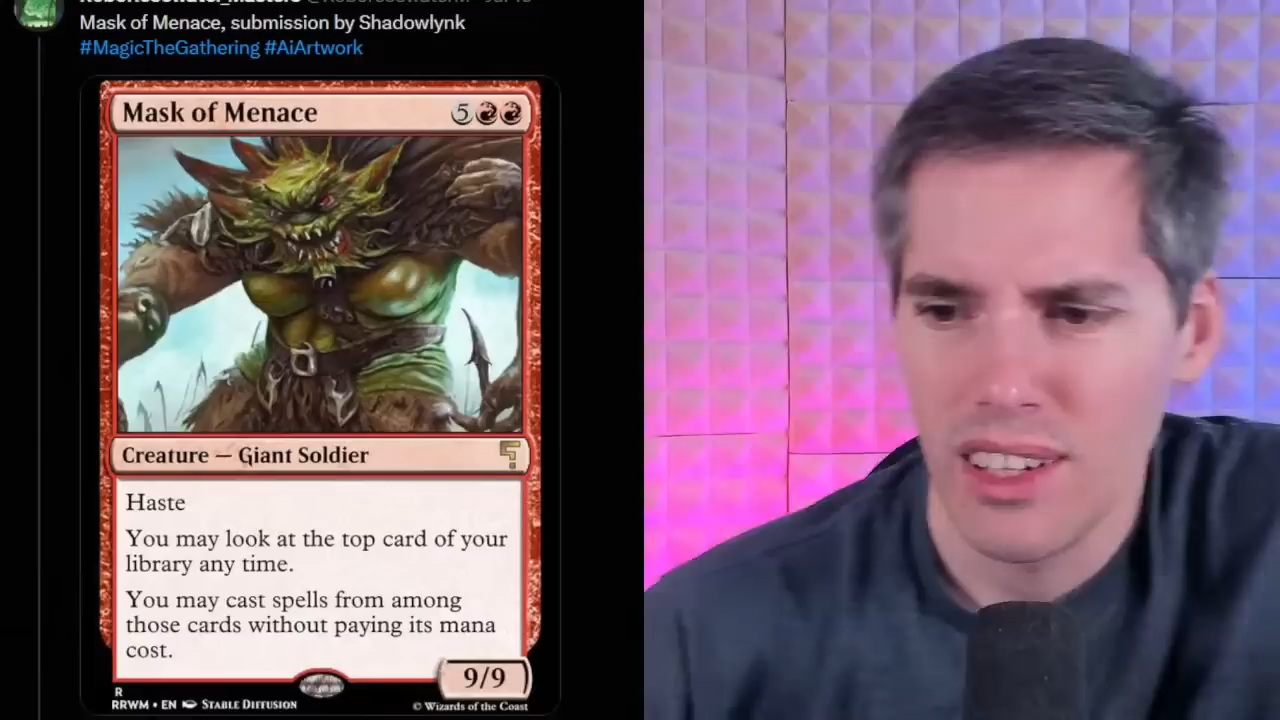 Mask of Menace, submission by Shadowlynk
#MagicTheGathering #AiArtwork
Mask of Menace 5
Creature — Giant Soldier
Haste
You may look at the top card of your
library any time.
You may cast spells from among
those cards without paying its mana
cost.
9/9
R
RRWM • EN STABLE DIFFUSION
© Wizards of the Coast